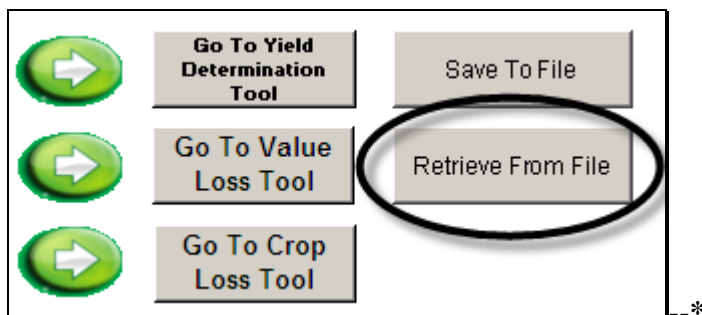 Go To Yield
Determination
Tool
Save To File
Go To Value
Loss Tool
Retrieve From File
Go To Crop
Loss Tool
--*